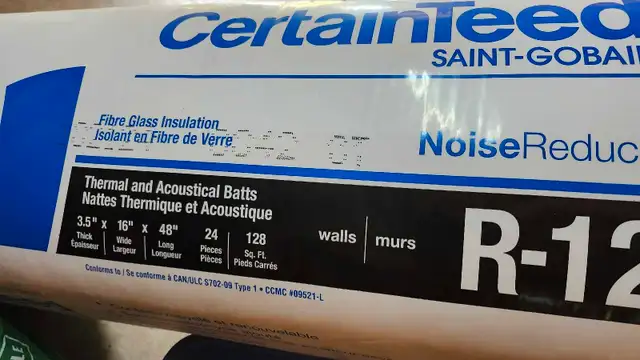 CertainTeed
SAINT-GOBAI
Fibre Glass Insulation
Isolant en Fibre de Verre
NoiseReduc
Thermal and Acoustical Batts
Nattes Thermique et Acoustique
3.5" x 16" x 48" 24 128
Thick Wide Long Pieces Sq. Ft.
Épaisseur Largeur Longueur Pièces Pieds Carrés
walls murs
R-12
Conforms to / Se conforme à CAN/ULC S702-09 Type 1 • CCMC #09521-L